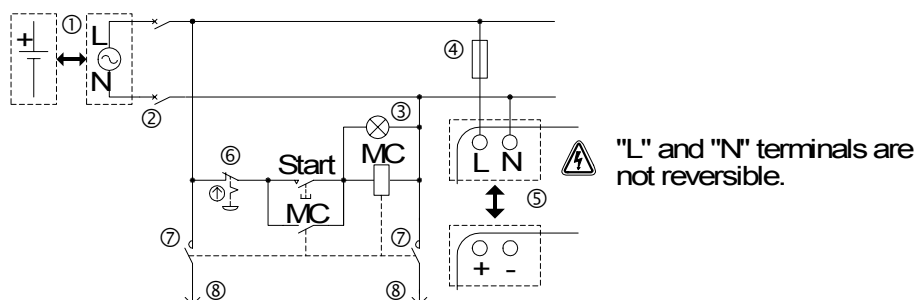 ①
+
L
N
②
④
③
MC
⑥
Start
MC
L N
"L" and "N" terminals are
not reversible.
⑤
+ -
⑦
⑦
⑧
⑧